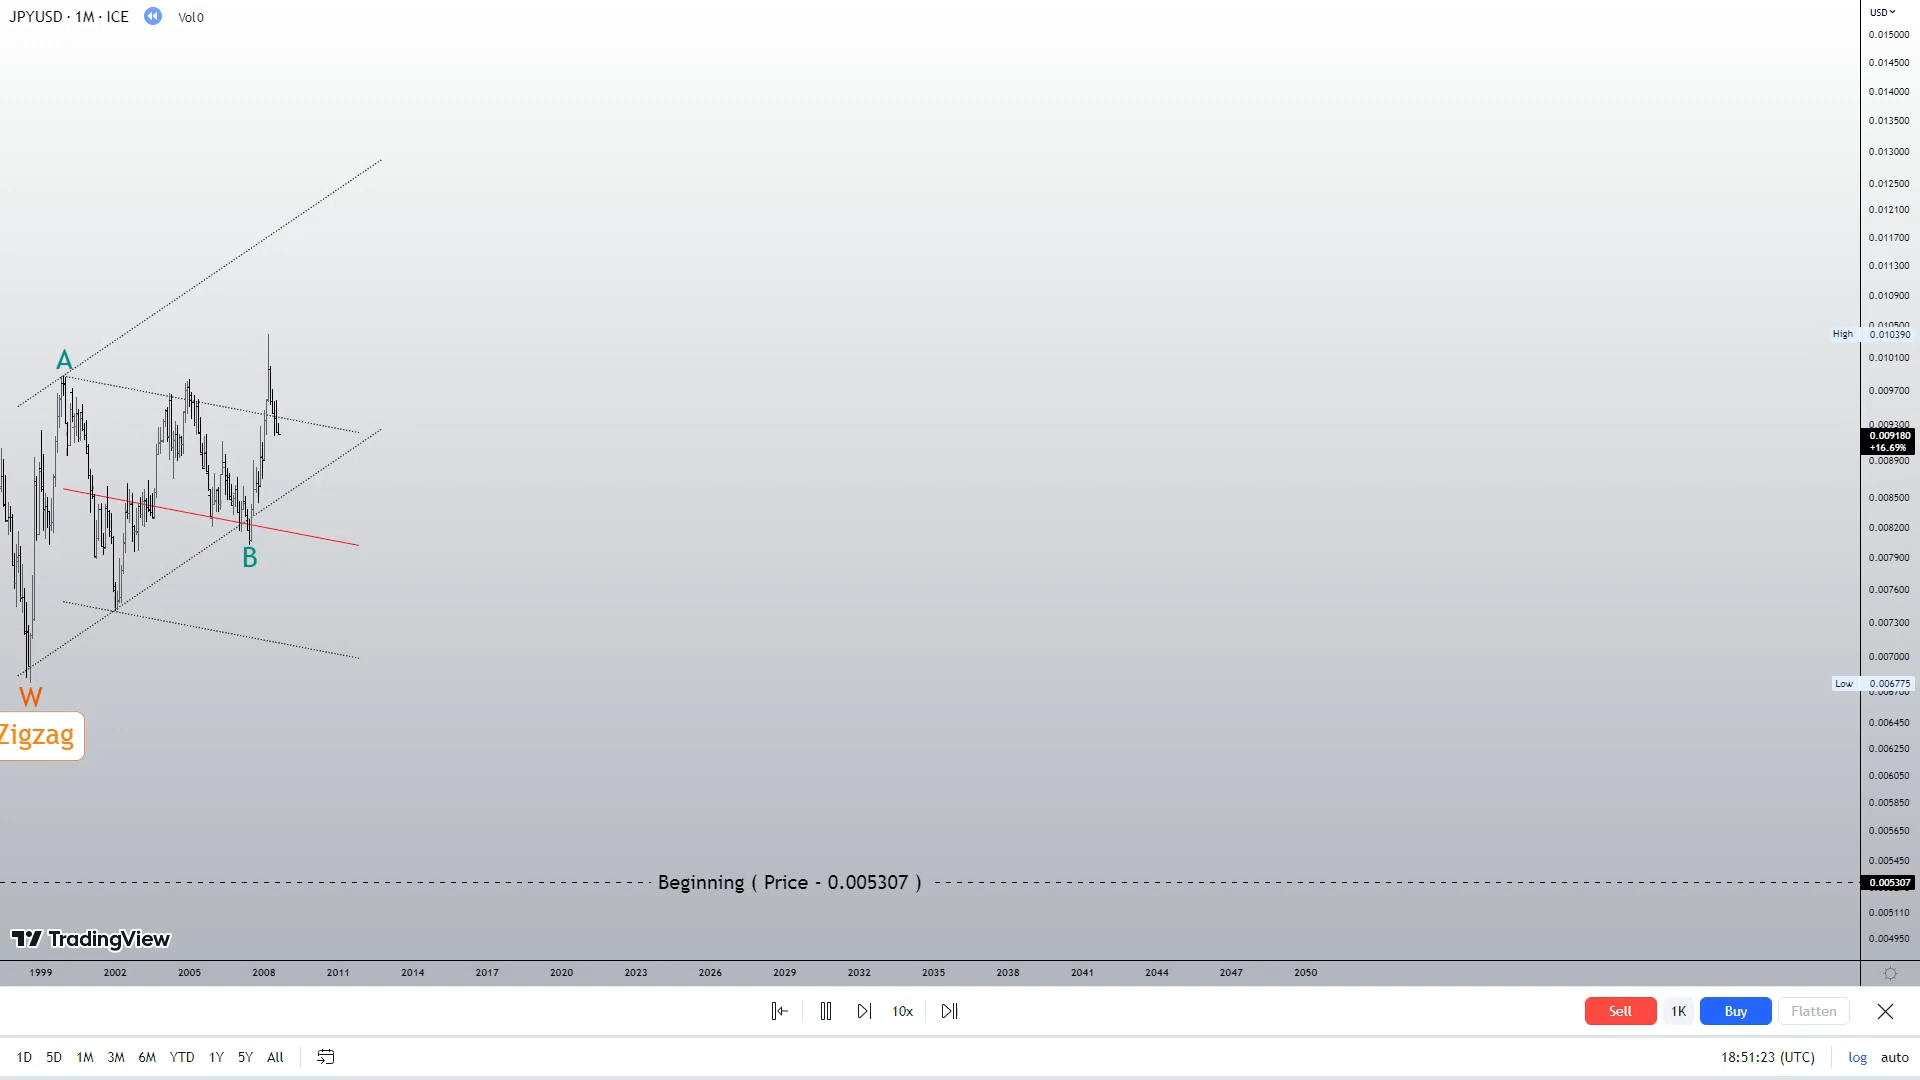 JPYUSD · 1M · ICE Vol0
USD
0.015000
0.014500
0.014000
0.013500
0.013000
0.012500
0.012100
0.011700
0.011300
0.010900
0.010500
High 0.010390
0.010100
A
0.009700
0.009300
0.009180
+16.69%
0.008900
0.008500
0.008200
B
0.007900
0.007600
0.007300
0.007000
Low 0.006775
W
0.006700
0.006450
Zigzag
0.006250
0.006050
0.005850
0.005650
0.005450
Beginning ( Price - 0.005307 )
0.005307
0.005110
TradingView
0.004950
1999 2002 2005 2008 2011 2014 2017 2020 2023 2026 2029 2032 2035 2038 2041 2044 2047 2050
10x Sell 1K Buy Flatten
1D 5D 1M 3M 6M YTD 1Y 5Y All 18:51:23 (UTC) log auto